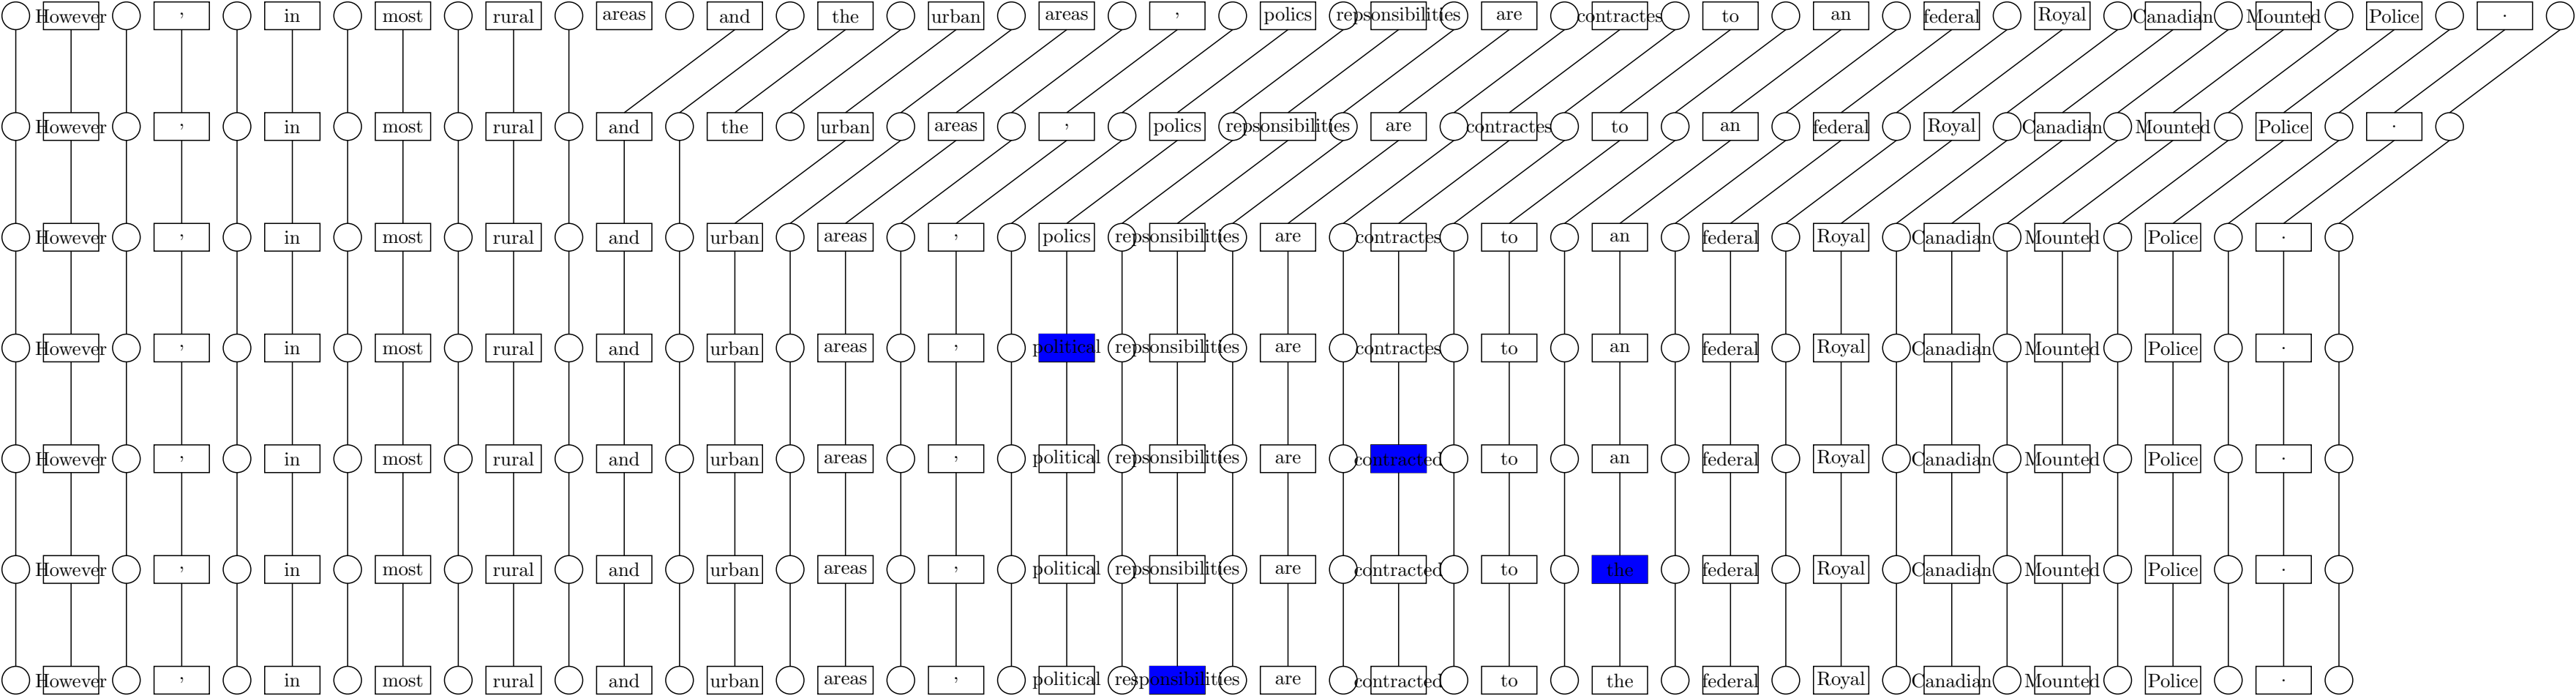 However , in most rural areas and the urban areas , polics repsonsibilities are contractes to an federal Royal Canadian Mounted Police .
However , in most rural and the urban areas , polics repsonsibilities are contractes to an federal Royal Canadian Mounted Police .
However , in most rural and urban areas , polics repsonsibilities are contractes to an federal Royal Canadian Mounted Police .
However , in most rural and urban areas , political repsonsibilities are contractes to an federal Royal Canadian Mounted Police .
However , in most rural and urban areas , political repsonsibilities are contracted to an federal Royal Canadian Mounted Police .
However , in most rural and urban areas , political repsonsibilities are contracted to the federal Royal Canadian Mounted Police .
However , in most rural and urban areas , political responsibilities are contracted to the federal Royal Canadian Mounted Police .